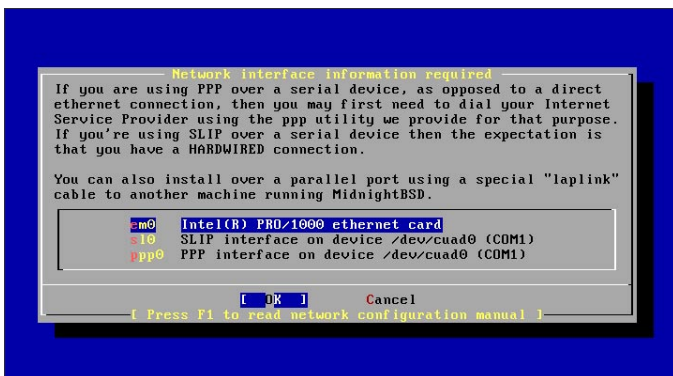 Network interface information required
If you are using PPP over a serial device, as opposed to a direct
ethernet connection, then you may first need to dial your Internet
Service Provider using the ppp utility we provide for that purpose.
If you're using SLIP over a serial device then the expectation is
that you have a HARDWIRED connection.
You can also install over a parallel port using a special "laplink"
cable to another machine running MidnightBSD.
em0 Intel(R) PRO/1000 ethernet card
sl0 SLIP interface on device /dev/cuad0 (COM1)
ppp0 PPP interface on device /dev/cuad0 (COM1)
[ OK ] Cancel
[ Press F1 to read network configuration manual ]